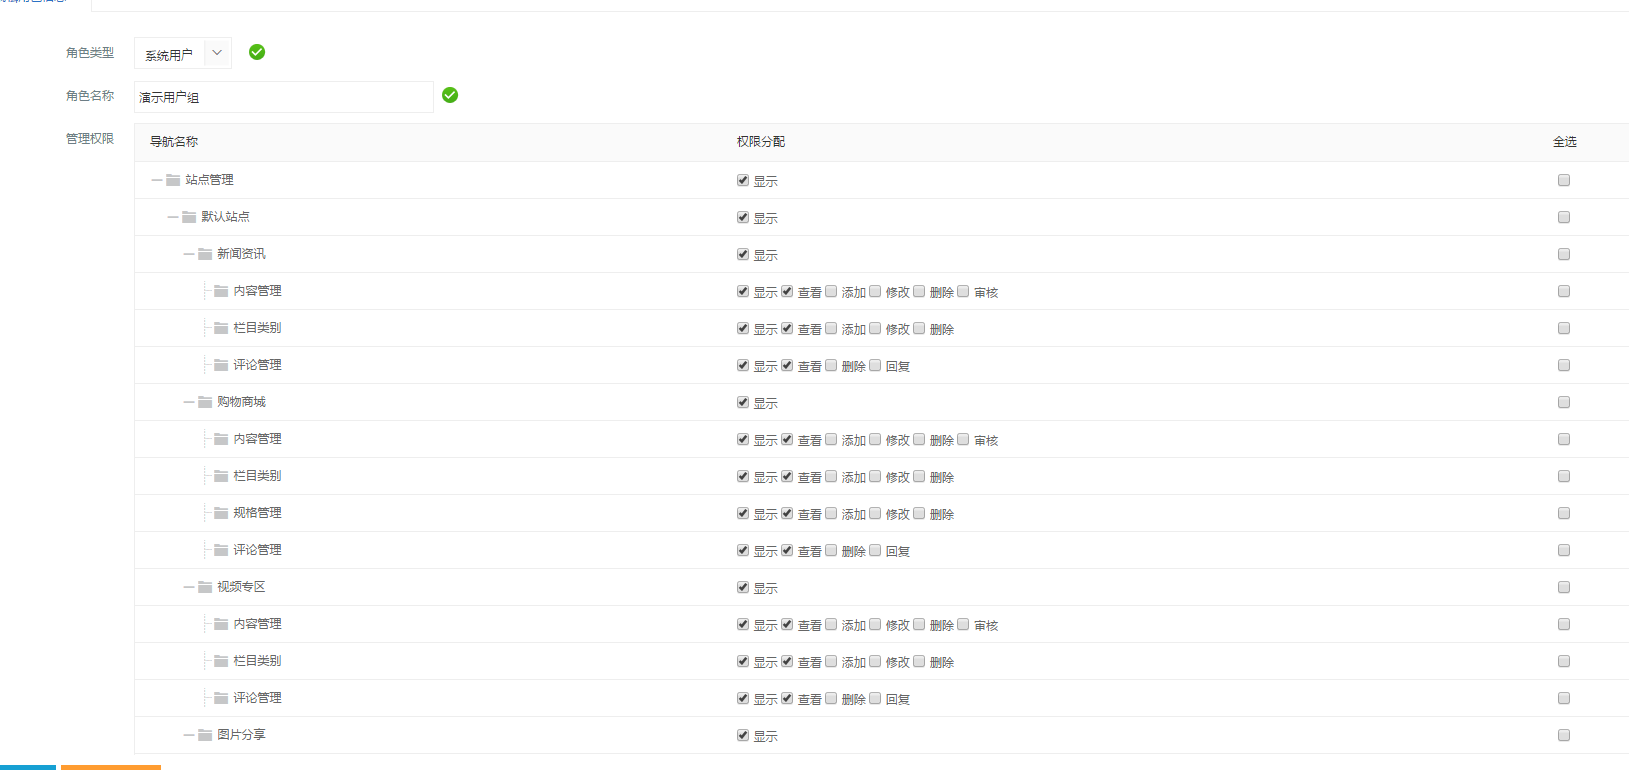 角色类型 系统用户
角色名称 演示用户组
管理权限 导航名称 权限分配 全选
站点管理 显示
默认站点 显示
新闻资讯 显示
内容管理 显示 查看 添加 修改 删除 审核
栏目类别 显示 查看 添加 修改 删除
评论管理 显示 查看 删除 回复
购物商城 显示
内容管理 显示 查看 添加 修改 删除 审核
栏目类别 显示 查看 添加 修改 删除
规格管理 显示 查看 添加 修改 删除
评论管理 显示 查看 删除 回复
视频专区 显示
内容管理 显示 查看 添加 修改 删除 审核
栏目类别 显示 查看 添加 修改 删除
评论管理 显示 查看 删除 回复
图片分享 显示